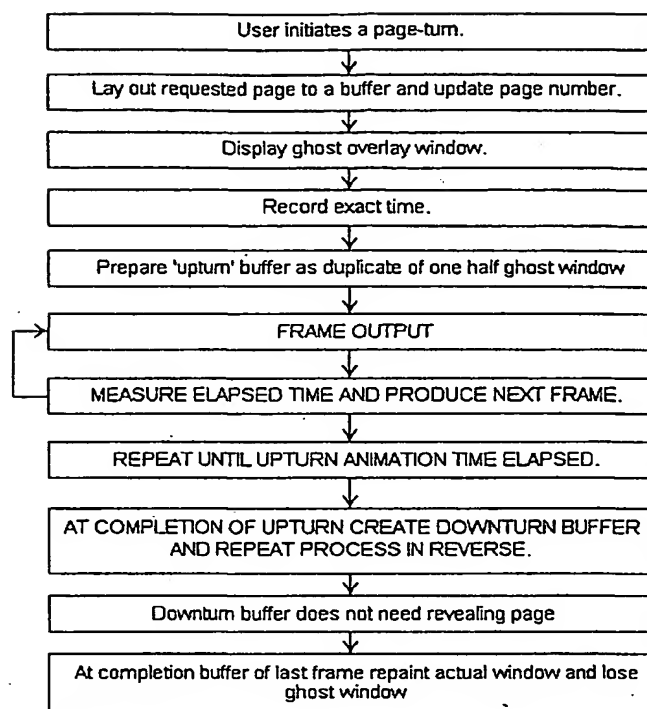 User initiates a page-turn.
Lay out requested page to a buffer and update page number.
Display ghost overlay window.
Record exact time.
Prepare 'upturn' buffer as duplicate of one half ghost window
FRAME OUTPUT
MEASURE ELAPSED TIME AND PRODUCE NEXT FRAME.
REPEAT UNTIL UPTURN ANIMATION TIME ELAPSED.
AT COMPLETION OF UPTURN CREATE DOWNTURN BUFFER
AND REPEAT PROCESS IN REVERSE.
Downturn buffer does not need revealing page
At completion buffer of last frame repaint actual window and lose
ghost window